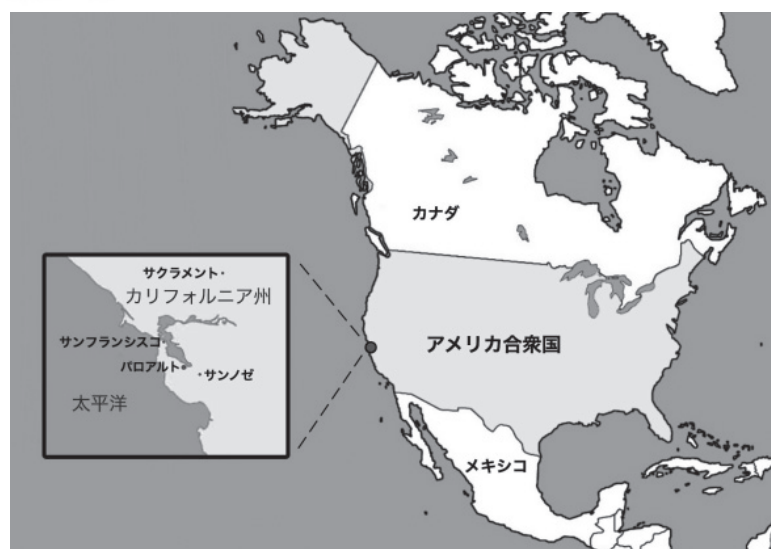 カナダ
サクラメント
カリフォルニア州
サンフランシスコ
パロアルト
サンノゼ
太平洋
アメリカ合衆国
メキシコ